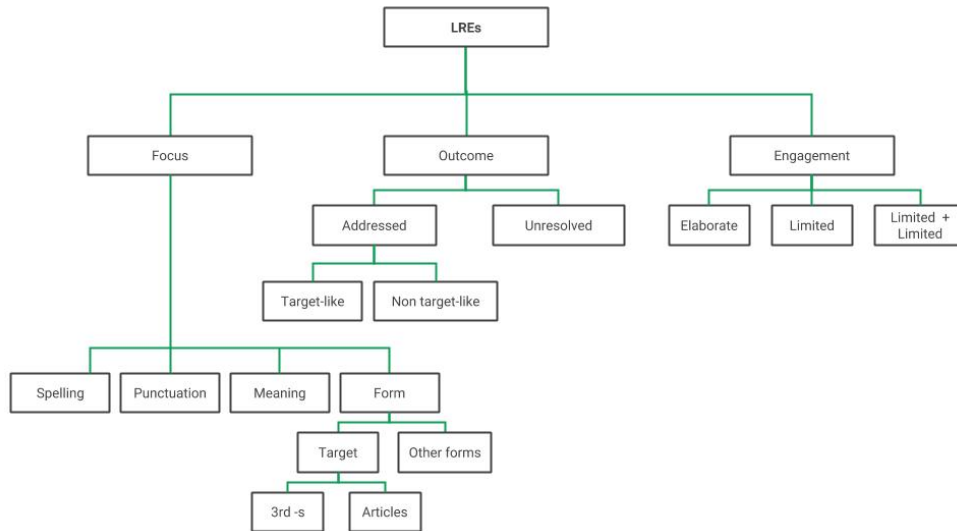 LREs
Focus
Outcome
Engagement
Addressed
Unresolved
Elaborate
Limited
Limited +
Limited
Target-like
Non target-like
Spelling
Punctuation
Meaning
Form
Target
Other forms
3rd -s
Articles